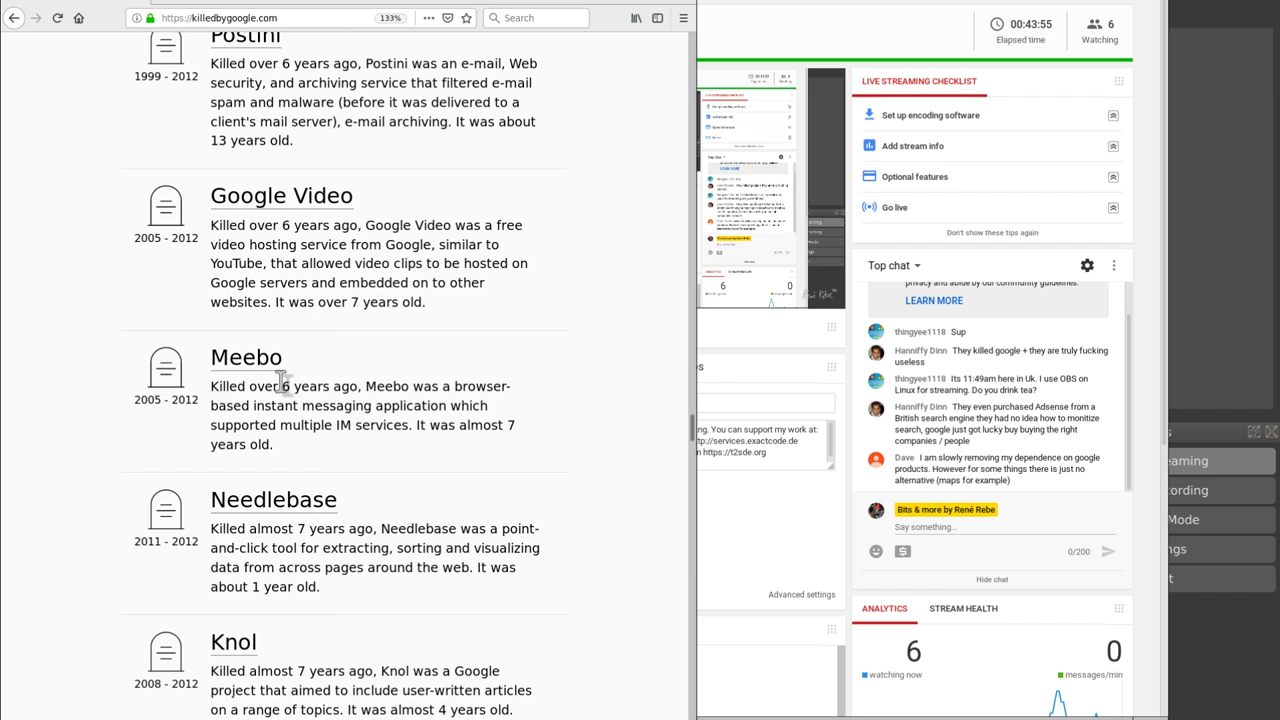 https://killedbygoogle.com
133%
Search
Postini
1999 - 2012
Killed over 6 years ago, Postini was an e-mail, Web
security, and archiving service that filtered e-mail
spam and malware (before it was delivered to a
client's mail server), e-mail archiving. It was about
13 years old.
Google Video
2005 - 2012
Killed over 6 years ago, Google Video was a free
video hosting service from Google, similar to
YouTube, that allowed video clips to be hosted on
Google servers and embedded on to other
websites. It was over 7 years old.
Meebo
2005 - 2012
Killed over 6 years ago, Meebo was a browser-
based instant messaging application which
supported multiple IM services. It was almost 7
years old.
Needlebase
2011 - 2012
Killed almost 7 years ago, Needlebase was a point-
and-click tool for extracting, sorting and visualizing
data from across pages around the web. It was
about 1 year old.
Knol
2008 - 2012
Killed almost 7 years ago, Knol was a Google
project that aimed to include user-written articles
on a range of topics. It was almost 4 years old.
00:43:55
Elapsed time
6
Watching
6
0
René Rebe
ing. You can support my work at:
ttp://services.exactcode.de
n https://t2sde.org
Advanced settings
LIVE STREAMING CHECKLIST
Set up encoding software
Add stream info
Optional features
Go live
Don't show these tips again
Top chat
privacy and abide by our community guidelines.
LEARN MORE
thingyee1118 Sup
Hanniffy Dinn They killed google + they are truly fucking
useless
thingyee1118 Its 11:49am here in Uk. I use OBS on
Linux for streaming. Do you drink tea?
Hanniffy Dinn They even purchased Adsense from a
British search engine they had no idea how to monitize
search, google just got lucky buy buying the right
companies / people
Dave I am slowly removing my dependence on google
products. However for some things there is just no
alternative (maps for example)
Bits & more by René Rebe
Say something...
0/200
Hide chat
ANALYTICS
STREAM HEALTH
6
watching now
0
messages/min
s
eaming
cording
Mode
ngs
t